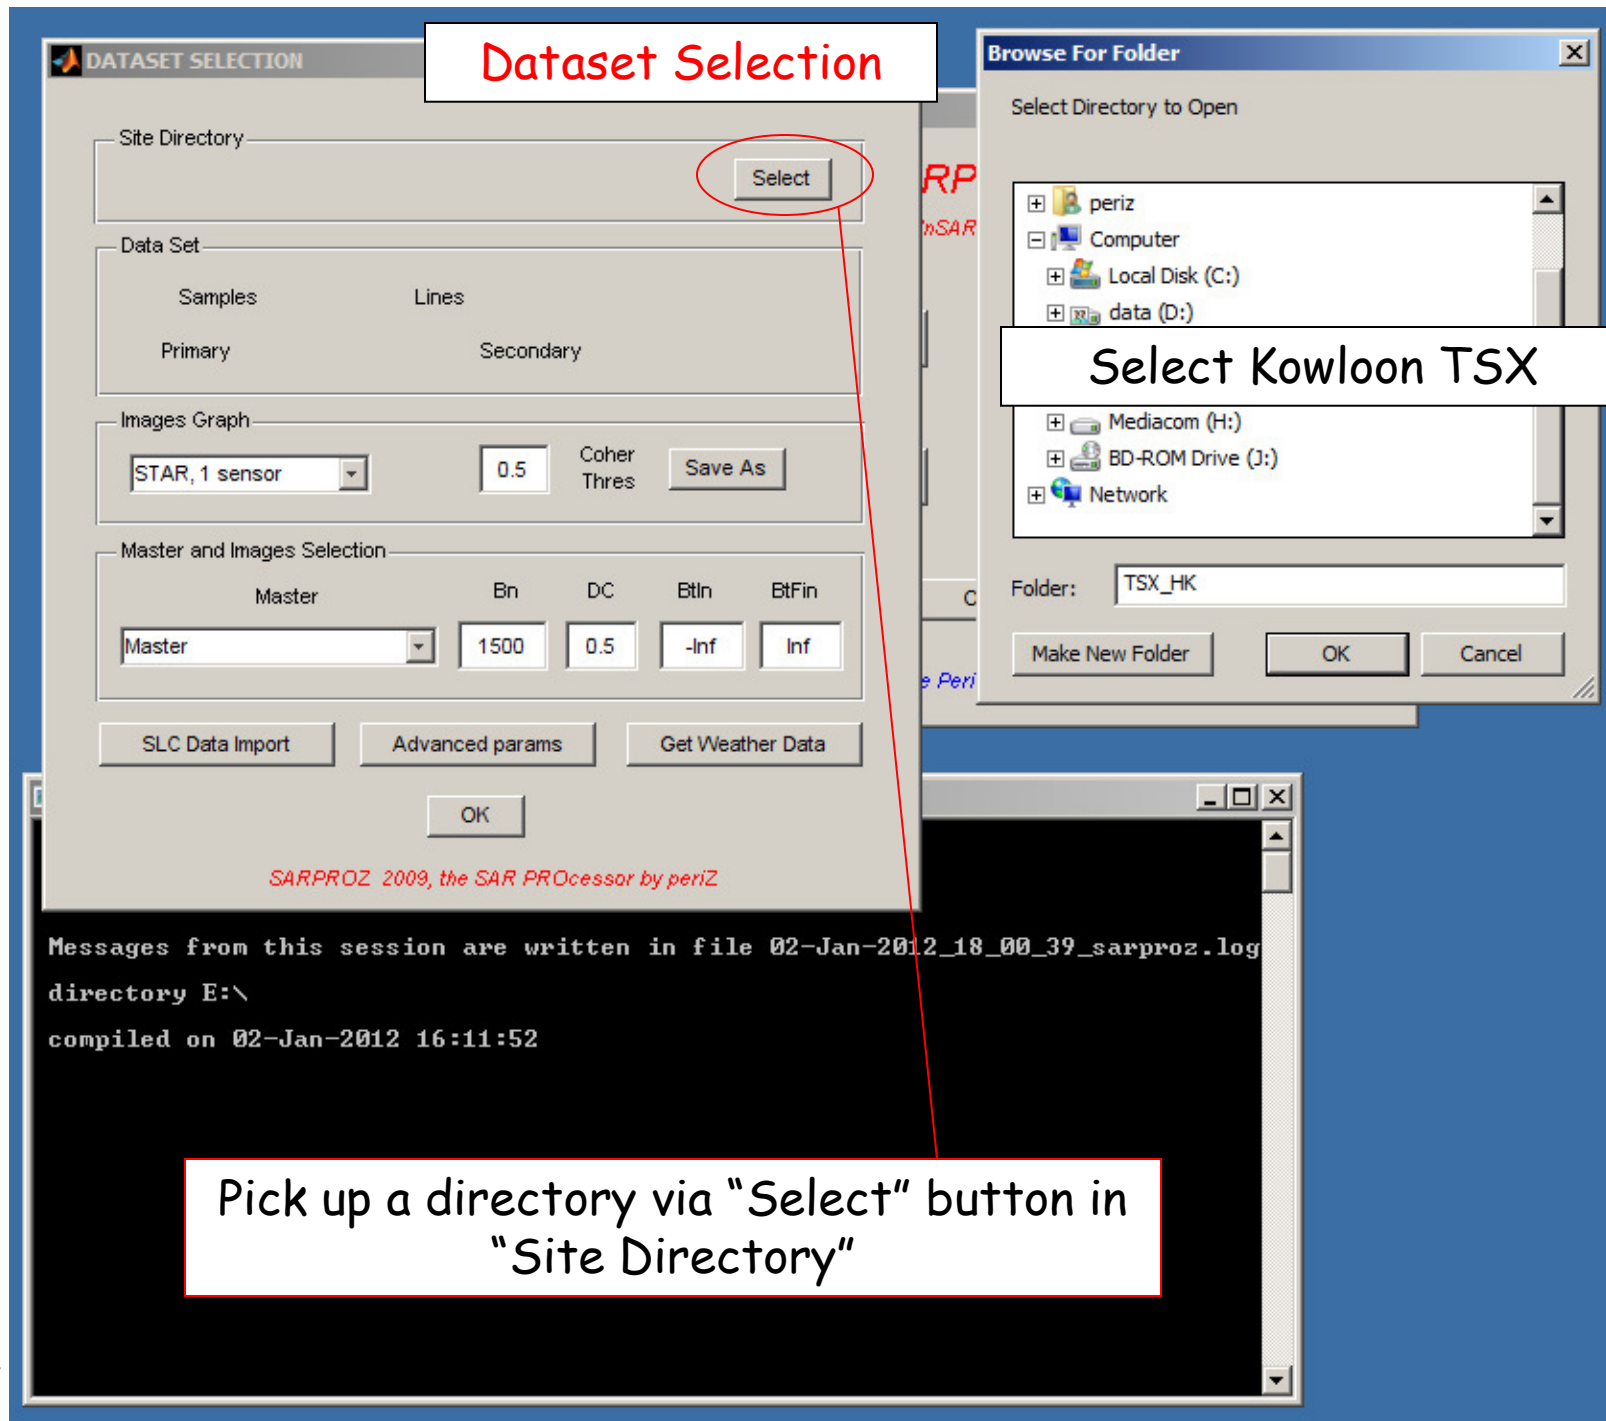 DATASET SELECTION
Dataset Selection
Site Directory
Select
Data Set
Samples Lines
Primary Secondary
Images Graph
STAR, 1 sensor 0.5 Coher Thres Save As
Master and Images Selection
Master Bn DC BtIn BtFin
Master 1500 0.5 -Inf Inf
SLC Data Import Advanced params Get Weather Data
OK
SARPROZ 2009, the SAR PROcessor by periZ
RP
nSAR
C
e Peri
Browse For Folder
Select Directory to Open
periz
Computer
Local Disk (C:)
data (D:)
Select Kowloon TSX
Mediacom (H:)
BD-ROM Drive (J:)
Network
Folder: TSX_HK
Make New Folder OK Cancel
Messages from this session are written in file 02-Jan-2012_18_00_39_sarproz.log
directory E:\
compiled on 02-Jan-2012 16:11:52
Pick up a directory via “Select” button in
“Site Directory”